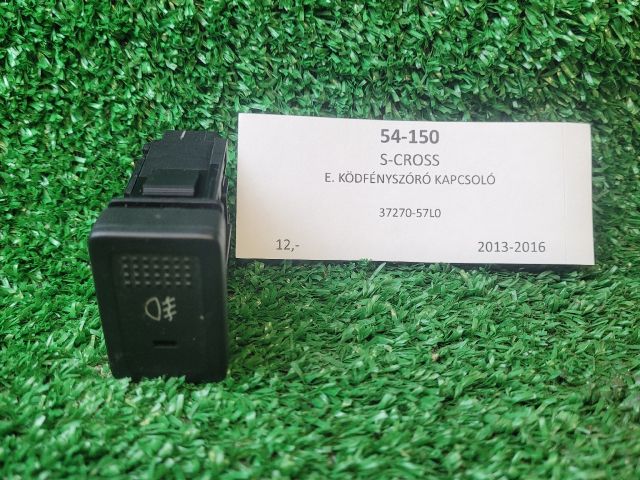 54-150
S-CROSS
E. KÖDFÉNYSZÓRÓ KAPCSOLÓ
37270-57L0
12,- 2013-2016